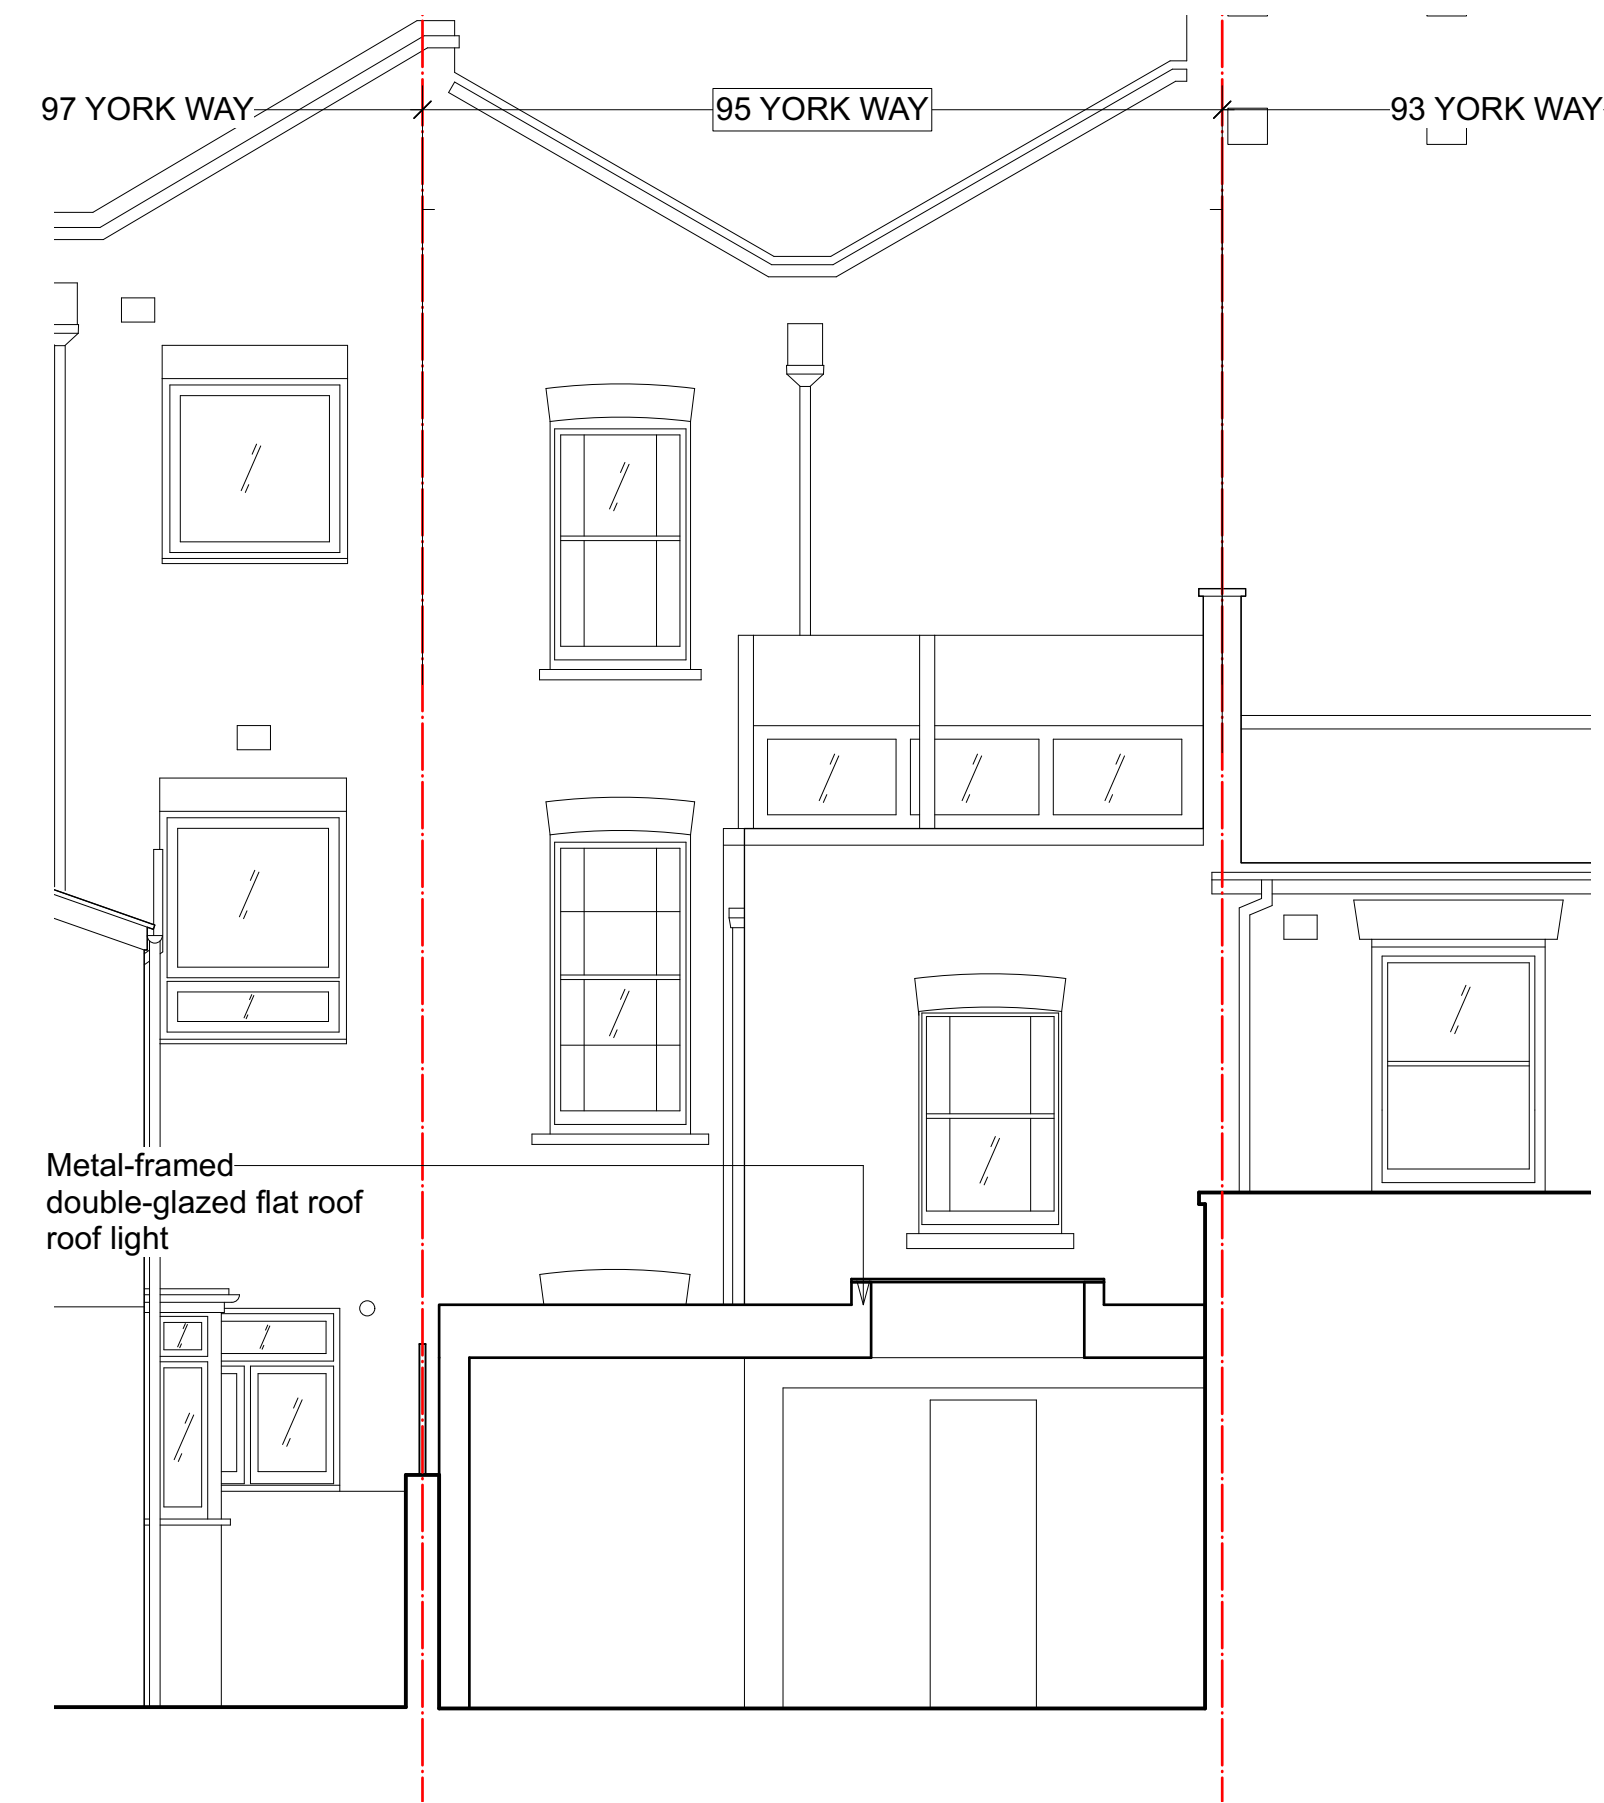 97 YORK WAY
95 YORK WAY
93 YORK WAY
Metal-framed
double-glazed flat roof
roof light